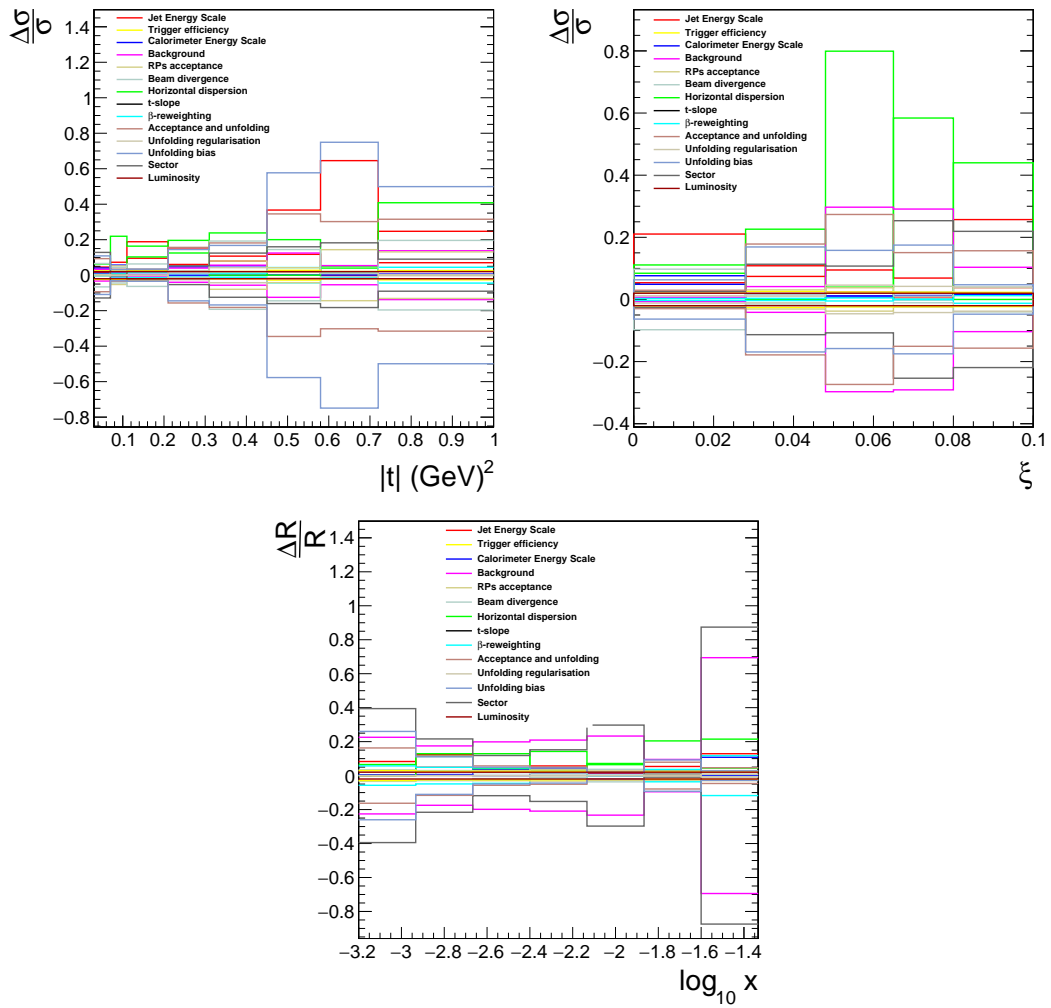 Δσ
σ
Jet Energy Scale
Trigger efficiency
Calorimeter Energy Scale
Background
RPs acceptance
Beam divergence
Horizontal dispersion
t-slope
β-reweighting
Acceptance and unfolding
Unfolding regularisation
Unfolding bias
Sector
Luminosity
1.4
1.2
1
0.8
0.6
0.4
0.2
0
−0.2
−0.4
−0.6
−0.8
0.1 0.2 0.3 0.4 0.5 0.6 0.7 0.8 0.9 1
|t| (GeV)²
Δσ
σ
Jet Energy Scale
Trigger efficiency
Calorimeter Energy Scale
Background
RPs acceptance
Beam divergence
Horizontal dispersion
t-slope
β-reweighting
Acceptance and unfolding
Unfolding regularisation
Unfolding bias
Sector
Luminosity
0.8
0.6
0.4
0.2
0
−0.2
−0.4
0 0.02 0.04 0.06 0.08 0.1
ξ
ΔR
R
Jet Energy Scale
Trigger efficiency
Calorimeter Energy Scale
Background
RPs acceptance
Beam divergence
Horizontal dispersion
t-slope
β-reweighting
Acceptance and unfolding
Unfolding regularisation
Unfolding bias
Sector
Luminosity
1.4
1.2
1
0.8
0.6
0.4
0.2
0
−0.2
−0.4
−0.6
−0.8
−3.2 −3 −2.8 −2.6 −2.4 −2.2 −2 −1.8 −1.6 −1.4
log₁₀ x